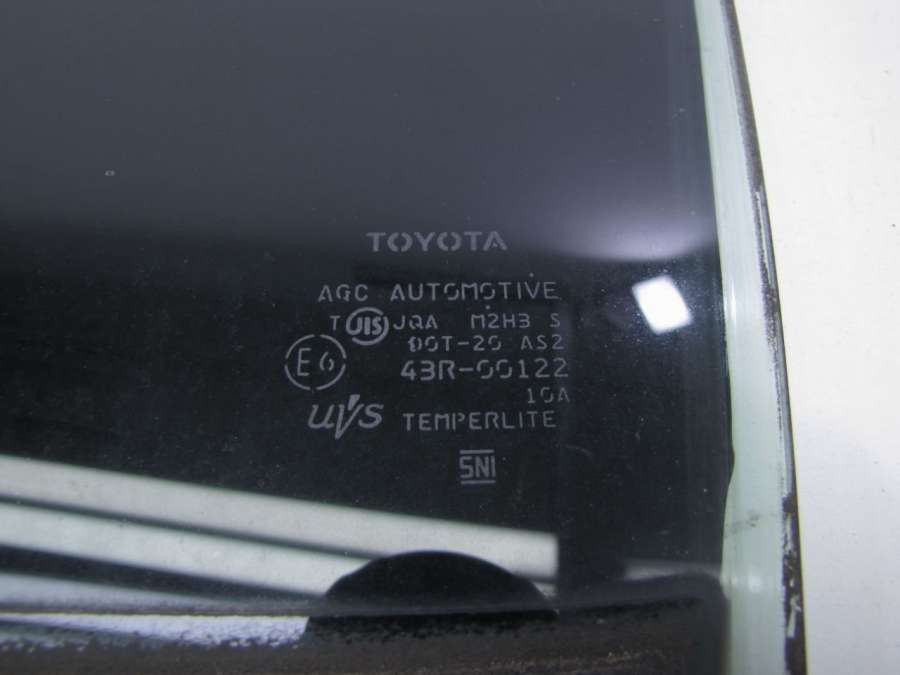 TOYOTA
AGC AUTOMOTIVE
T JIS JQA M2H3 S
DOT-20 AS2
E6 43R-00122
10A
UVS TEMPERLITE
SNI